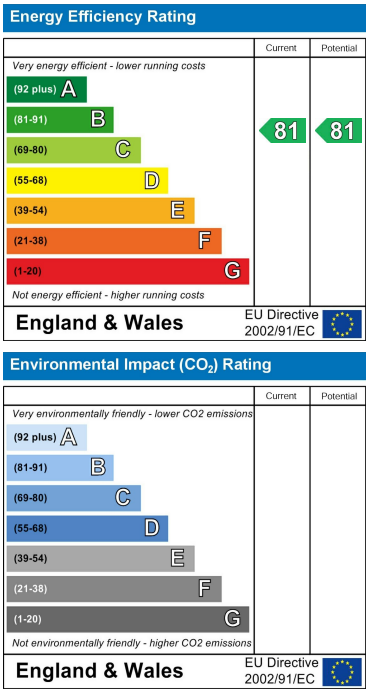 Energy Efficiency Rating
Current Potential
Very energy efficient - lower running costs
(92 plus) A
(81-91) B
81 81
(69-80) C
(55-68) D
(39-54) E
(21-38) F
(1-20) G
Not energy efficient - higher running costs
England & Wales
EU Directive
2002/91/EC
Environmental Impact (CO₂) Rating
Current Potential
Very environmentally friendly - lower CO2 emissions
(92 plus) A
(81-91) B
(69-80) C
(55-68) D
(39-54) E
(21-38) F
(1-20) G
Not environmentally friendly - higher CO2 emissions
England & Wales
EU Directive
2002/91/EC